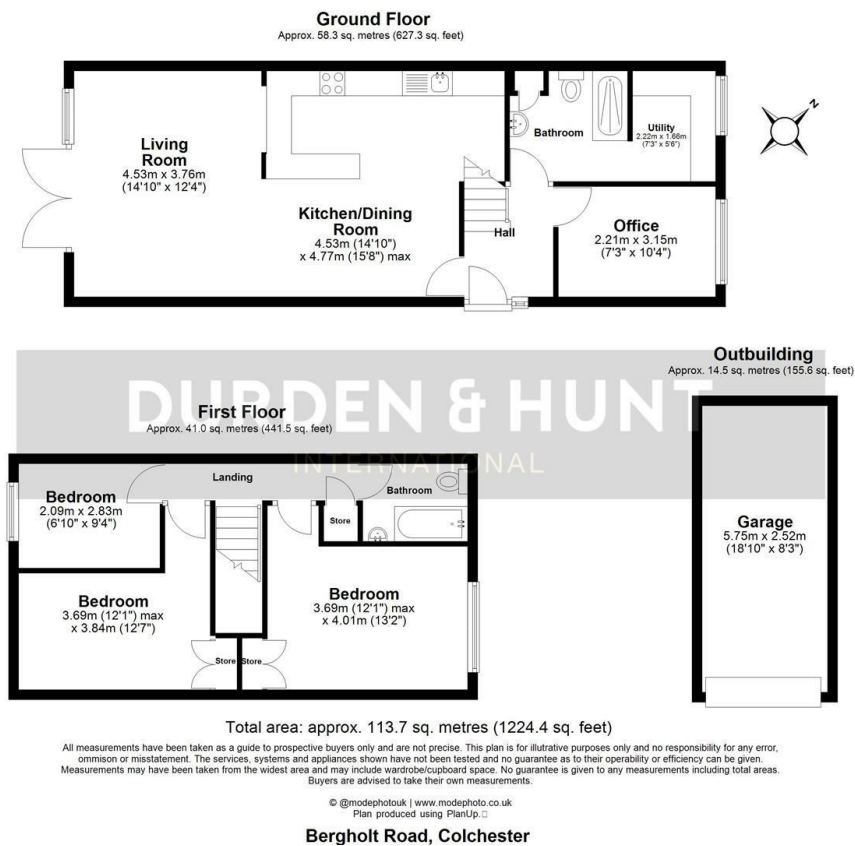 Ground Floor
Approx. 58.3 sq. metres (627.3 sq. feet)
N
Living
Room
4.53m x 3.76m
(14'10" x 12'4")
Kitchen/Dining
Room
4.53m (14'10")
x 4.77m (15'8") max
Bathroom
Utility
2.22m x 1.66m
(7'3" x 5'6")
Hall
Office
2.21m x 3.15m
(7'3" x 10'4")
DURDEN & HUNT
INTERNATIONAL
First Floor
Approx. 41.0 sq. metres (441.5 sq. feet)
Landing
Bedroom
2.09m x 2.83m
(6'10" x 9'4")
Bathroom
Store
Bedroom
3.69m (12'1") max
x 3.84m (12'7")
Bedroom
3.69m (12'1") max
x 4.01m (13'2")
Store
Store
Outbuilding
Approx. 14.5 sq. metres (155.6 sq. feet)
Garage
5.75m x 2.52m
(18'10" x 8'3")
Total area: approx. 113.7 sq. metres (1224.4 sq. feet)
All measurements have been taken as a guide to prospective buyers only and are not precise. This plan is for illutrative purposes only and no responsibility for any error,
ommison or misstatement. The services, systems and appliances shown have not been tested and no guarantee as to their operability or efficiency can be given.
Measurements may have been taken from the widest area and may include wardrobe/cupboard space. No guarantee is given to any measurements including total areas.
Buyers are advised to take their own measurements.
© @modephotouk | www.modephoto.co.uk
Plan produced using PlanUp.
Bergholt Road, Colchester